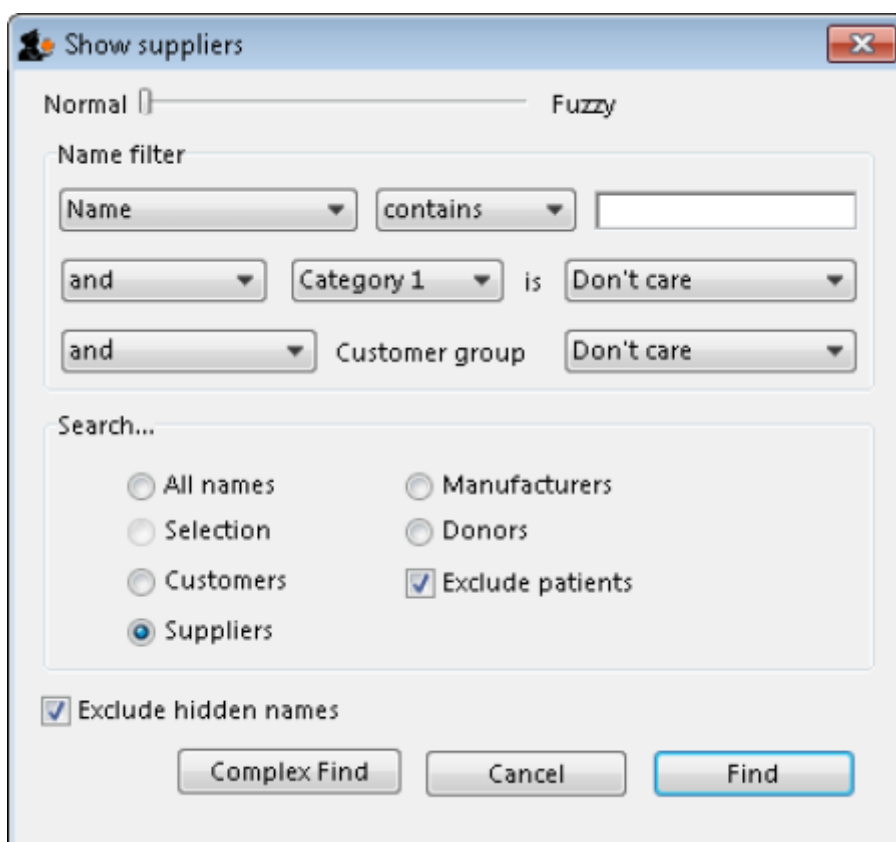 Show suppliers
Normal Fuzzy
Name filter
Name contains
and Category 1 is Don't care
and Customer group Don't care
Search...
All names Manufacturers
Selection Donors
Customers Exclude patients
Suppliers
Exclude hidden names
Complex Find Cancel Find